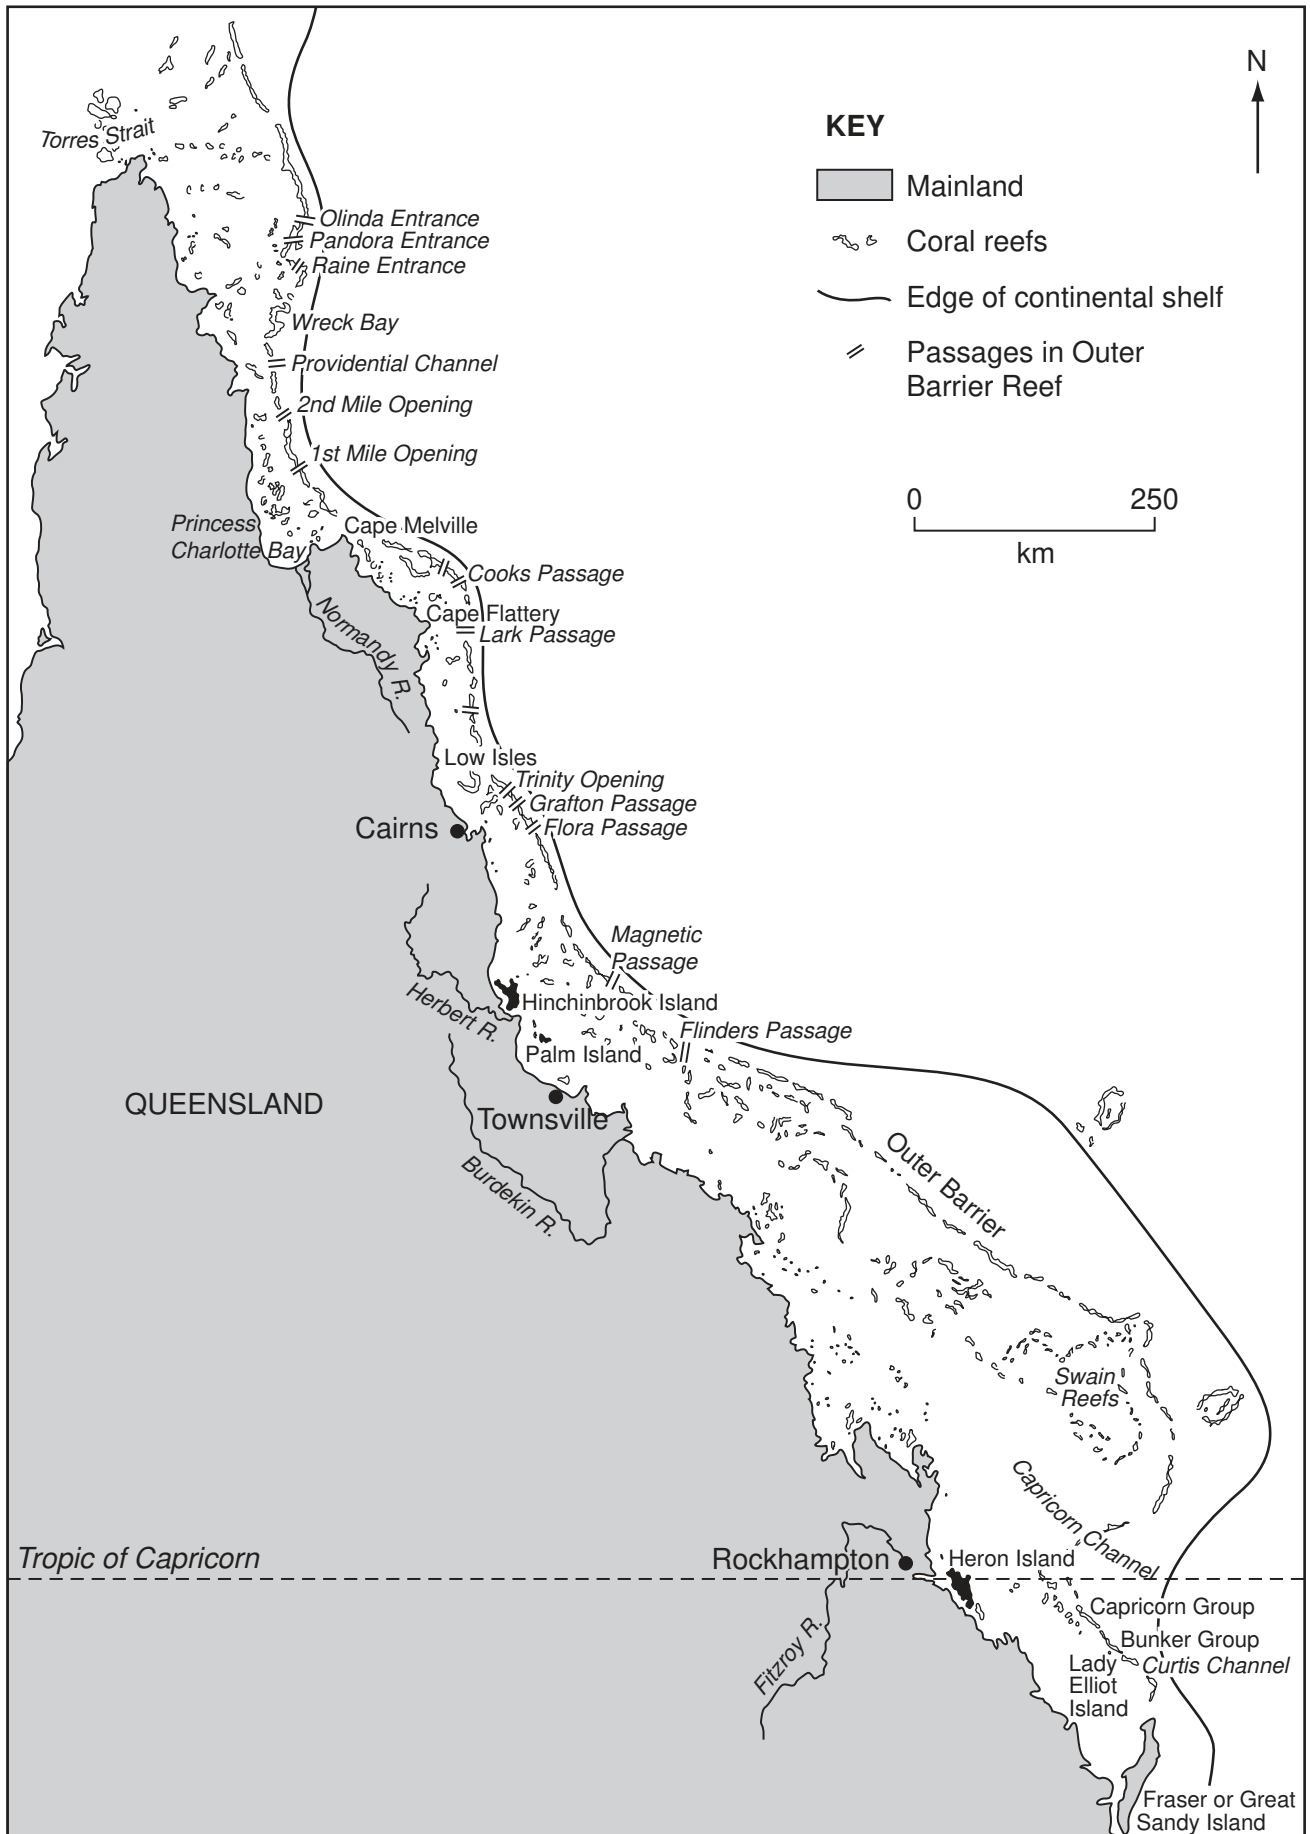 N
KEY
Mainland
Coral reefs
Edge of continental shelf
Passages in Outer
Barrier Reef
0 250
km
Torres Strait
Olinda Entrance
Pandora Entrance
Raine Entrance
Wreck Bay
Providential Channel
2nd Mile Opening
1st Mile Opening
Princess
Charlotte Bay
Cape Melville
Cooks Passage
Normandy R.
Cape Flattery
Lark Passage
Low Isles
Trinity Opening
Grafton Passage
Flora Passage
Cairns
Magnetic
Passage
Herbert R.
Hinchinbrook Island
Flinders Passage
Palm Island
QUEENSLAND
Townsville
Burdekin R.
Outer Barrier
Swain
Reefs
Capricorn Channel
Tropic of Capricorn
Rockhampton
Heron Island
Capricorn Group
Bunker Group
Curtis Channel
Fitzroy R.
Lady
Elliot
Island
Fraser or Great
Sandy Island